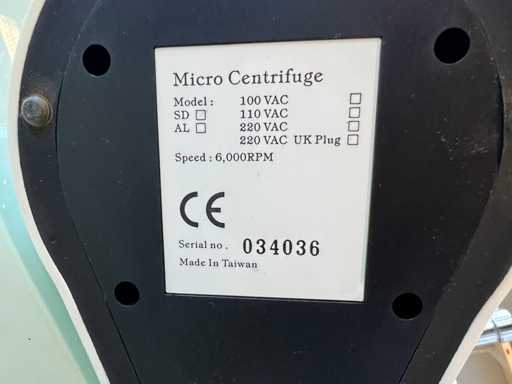 Micro Centrifuge
Model : 100 VAC ☐
SD ☐ 110 VAC ☐
AL ☐ 220 VAC ☐
220 VAC UK Plug ☐
Speed : 6,000RPM
CE
Serial no . 034036
Made In Taiwan